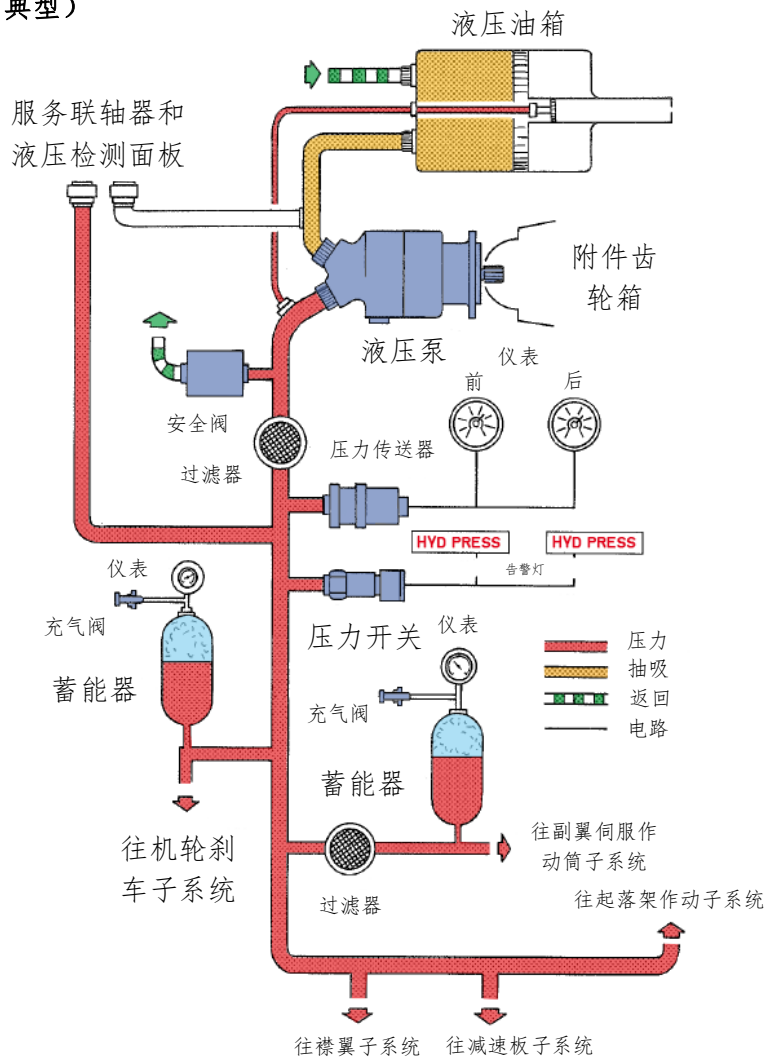 典型）
液压油箱
服务联轴器和
液压检测面板
附件齿
轮箱
液压泵
仪表
前
后
安全阀
过滤器
压力传送器
HYD PRESS
HYD PRESS
告警灯
仪表
充气阀
压力开关
仪表
蓄能器
充气阀
压力
抽吸
返回
电路
蓄能器
往机轮刹
车子系统
往副翼伺服作
动筒子系统
过滤器
往起落架作动子系统
往襟翼子系统
往减速板子系统